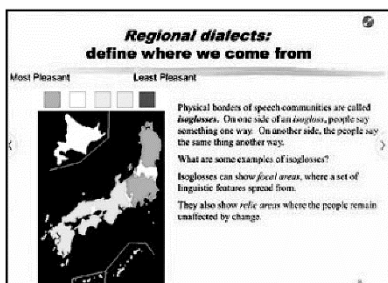 Regional dialects:
define where we come from
Most Pleasant Least Pleasant
Physical borders of speech communities are called
isoglosses. On one side of an isogloss, people say
something one way. On another side, the people say
the same thing another way.
What are some examples of isoglosses?
Isoglosses can show focal areas, where a set of
linguistic features spread from.
They also show relic areas where the people remain
unaffected by change.